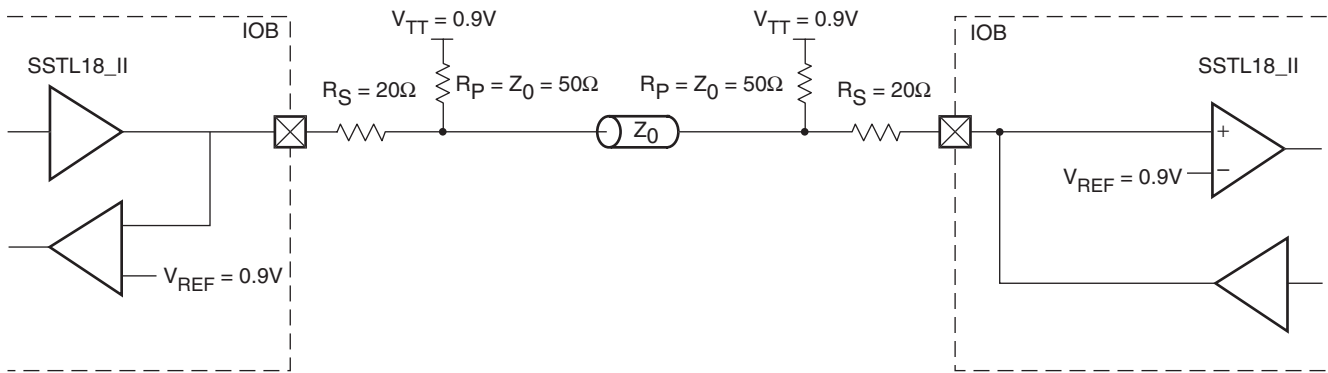 IOB
SSTL18_II
V_TT = 0.9V
R_S = 20Ω
R_P = Z_0 = 50Ω
Z_0
V_TT = 0.9V
R_P = Z_0 = 50Ω
R_S = 20Ω
IOB
SSTL18_II
+
–
V_REF = 0.9V
V_REF = 0.9V